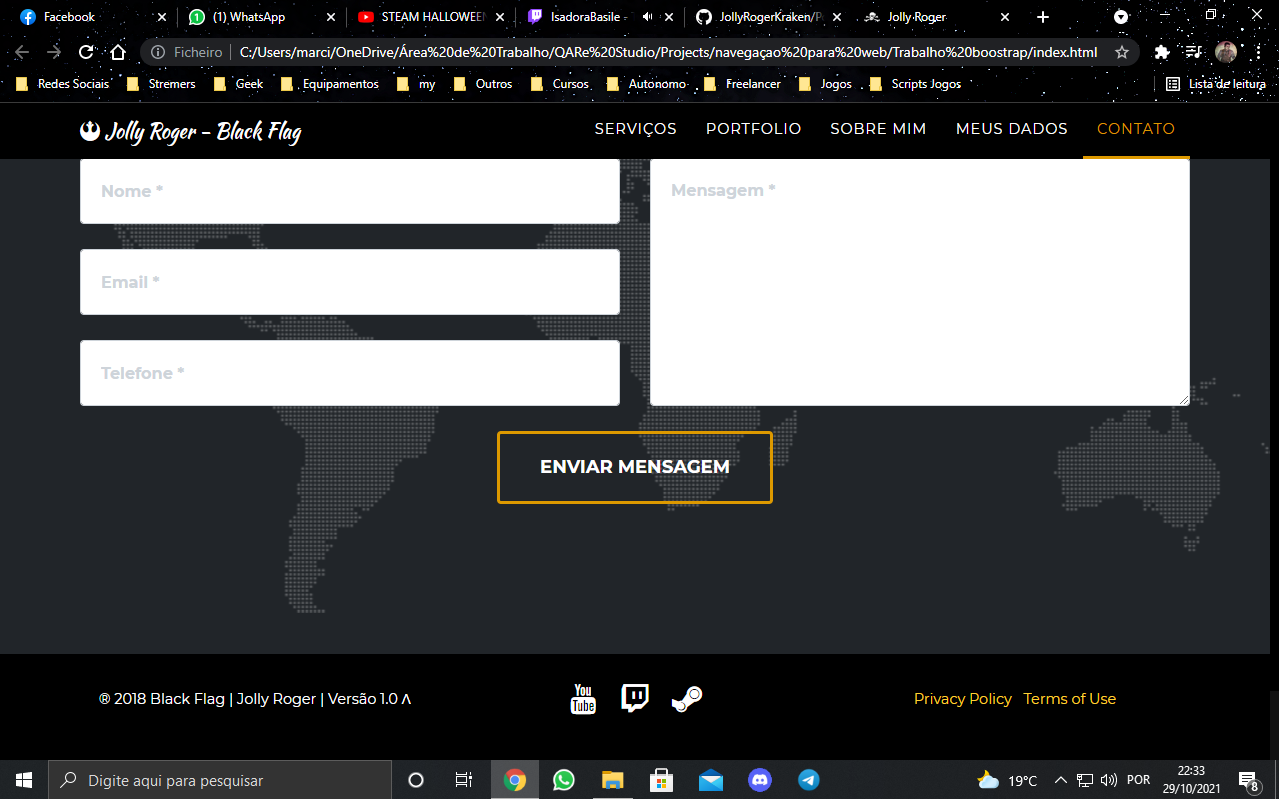 Facebook
(1) WhatsApp
STEAM HALLOWEEN
IsadoraBasile -
JollyRogerKraken/P
Jolly Roger
Ficheiro
C:/Users/marci/OneDrive/Área%20de%20Trabalho/QARe%20Studio/Projects/navegaçao%20para%20web/Trabalho%20boostrap/index.html
Redes Sociais
Stremers
Geek
Equipamentos
my
Outros
Cursos
Autonomo
Freelancer
Jogos
Scripts Jogos
Lista de leitura
Jolly Roger – Black Flag
SERVIÇOS
PORTFOLIO
SOBRE MIM
MEUS DADOS
CONTATO
Nome *
Mensagem *
Email *
Telefone *
ENVIAR MENSAGEM
® 2018 Black Flag | Jolly Roger | Versão 1.0 Λ
You
Tube
Privacy Policy
Terms of Use
Digite aqui para pesquisar
19°C
POR
22:33
29/10/2021
8